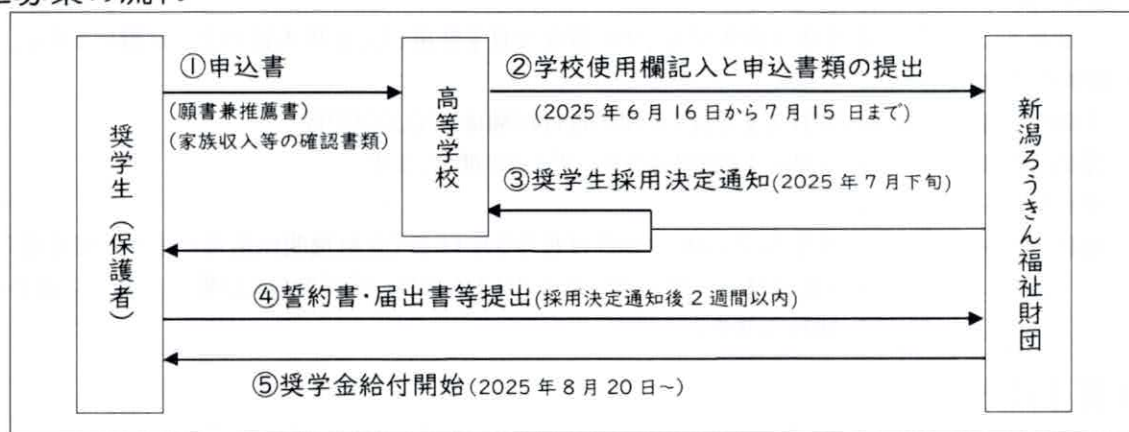 奨学生（保護者）
①申込書
（願書兼推薦書）
（家族収入等の確認書類）
高等学校
②学校使用欄記入と申込書類の提出
（2025年6月16日から7月15日まで）
③奨学生採用決定通知(2025年7月下旬)
④誓約書・届出書等提出(採用決定通知後2週間以内)
⑤奨学金給付開始(2025年8月20日～)
新潟ろうきん福祉財団